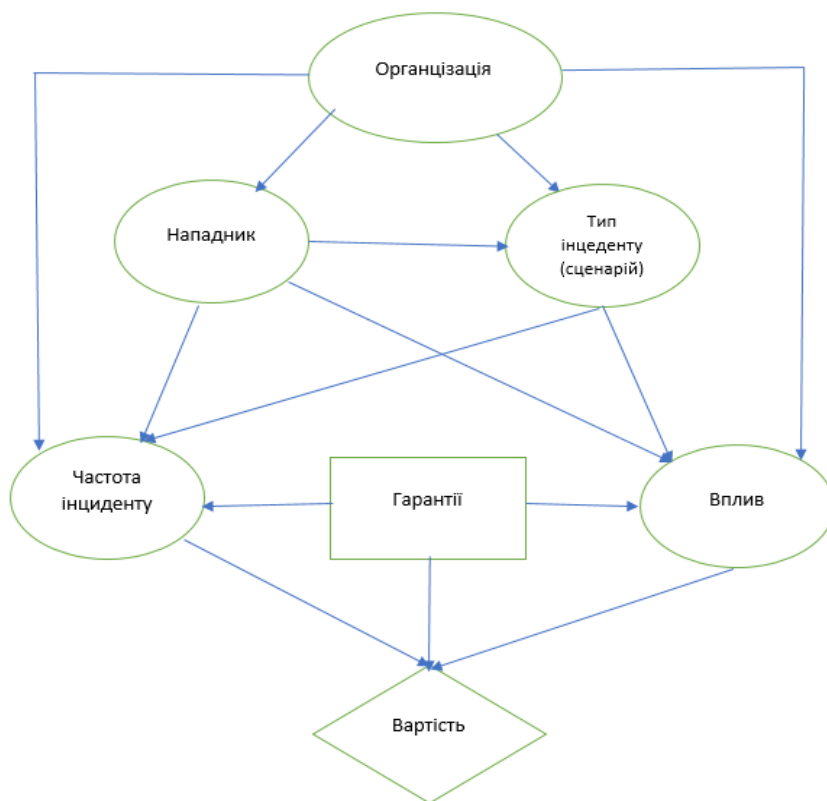 Органцізація
Нападник
Тип
інцеденту
(сценарій)
Частота
інциденту
Гарантії
Вплив
Вартість